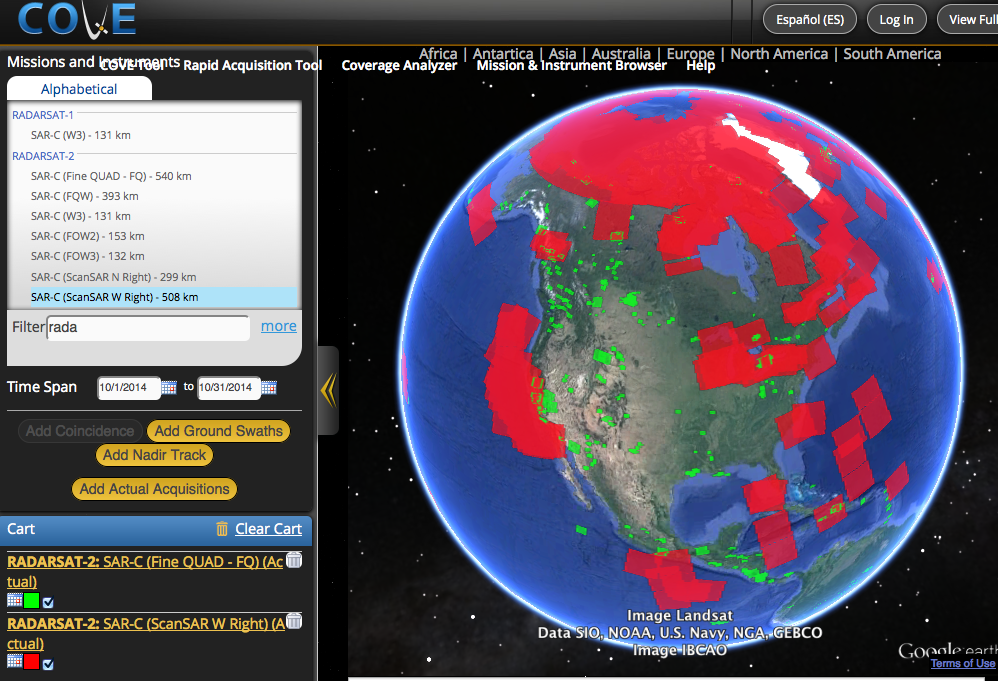 COVE
Español (ES)
Log In
View Full
Africa | Antartica | Asia | Australia | Europe | North America | South America
Missions and Instruments
COVE Tool
Rapid Acquisition Tool
Coverage Analyzer
Mission & Instrument Browser
Help
Alphabetical
RADARSAT-1
SAR-C (W3) - 131 km
RADARSAT-2
SAR-C (Fine QUAD - FQ) - 540 km
SAR-C (FQW) - 393 km
SAR-C (W3) - 131 km
SAR-C (FOW2) - 153 km
SAR-C (FOW3) - 132 km
SAR-C (ScanSAR N Right) - 299 km
SAR-C (ScanSAR W Right) - 508 km
Filter rada more
Time Span 10/1/2014 to 10/31/2014
Add Coincidence Add Ground Swaths
Add Nadir Track
Add Actual Acquisitions
Cart Clear Cart
RADARSAT-2: SAR-C (Fine QUAD - FQ) (Ac
tual)
RADARSAT-2: SAR-C (ScanSAR W Right) (A
ctual)
Image Landsat
Data SIO, NOAA, U.S. Navy, NGA, GEBCO
Image IBCAO
Google earth
Terms of Use